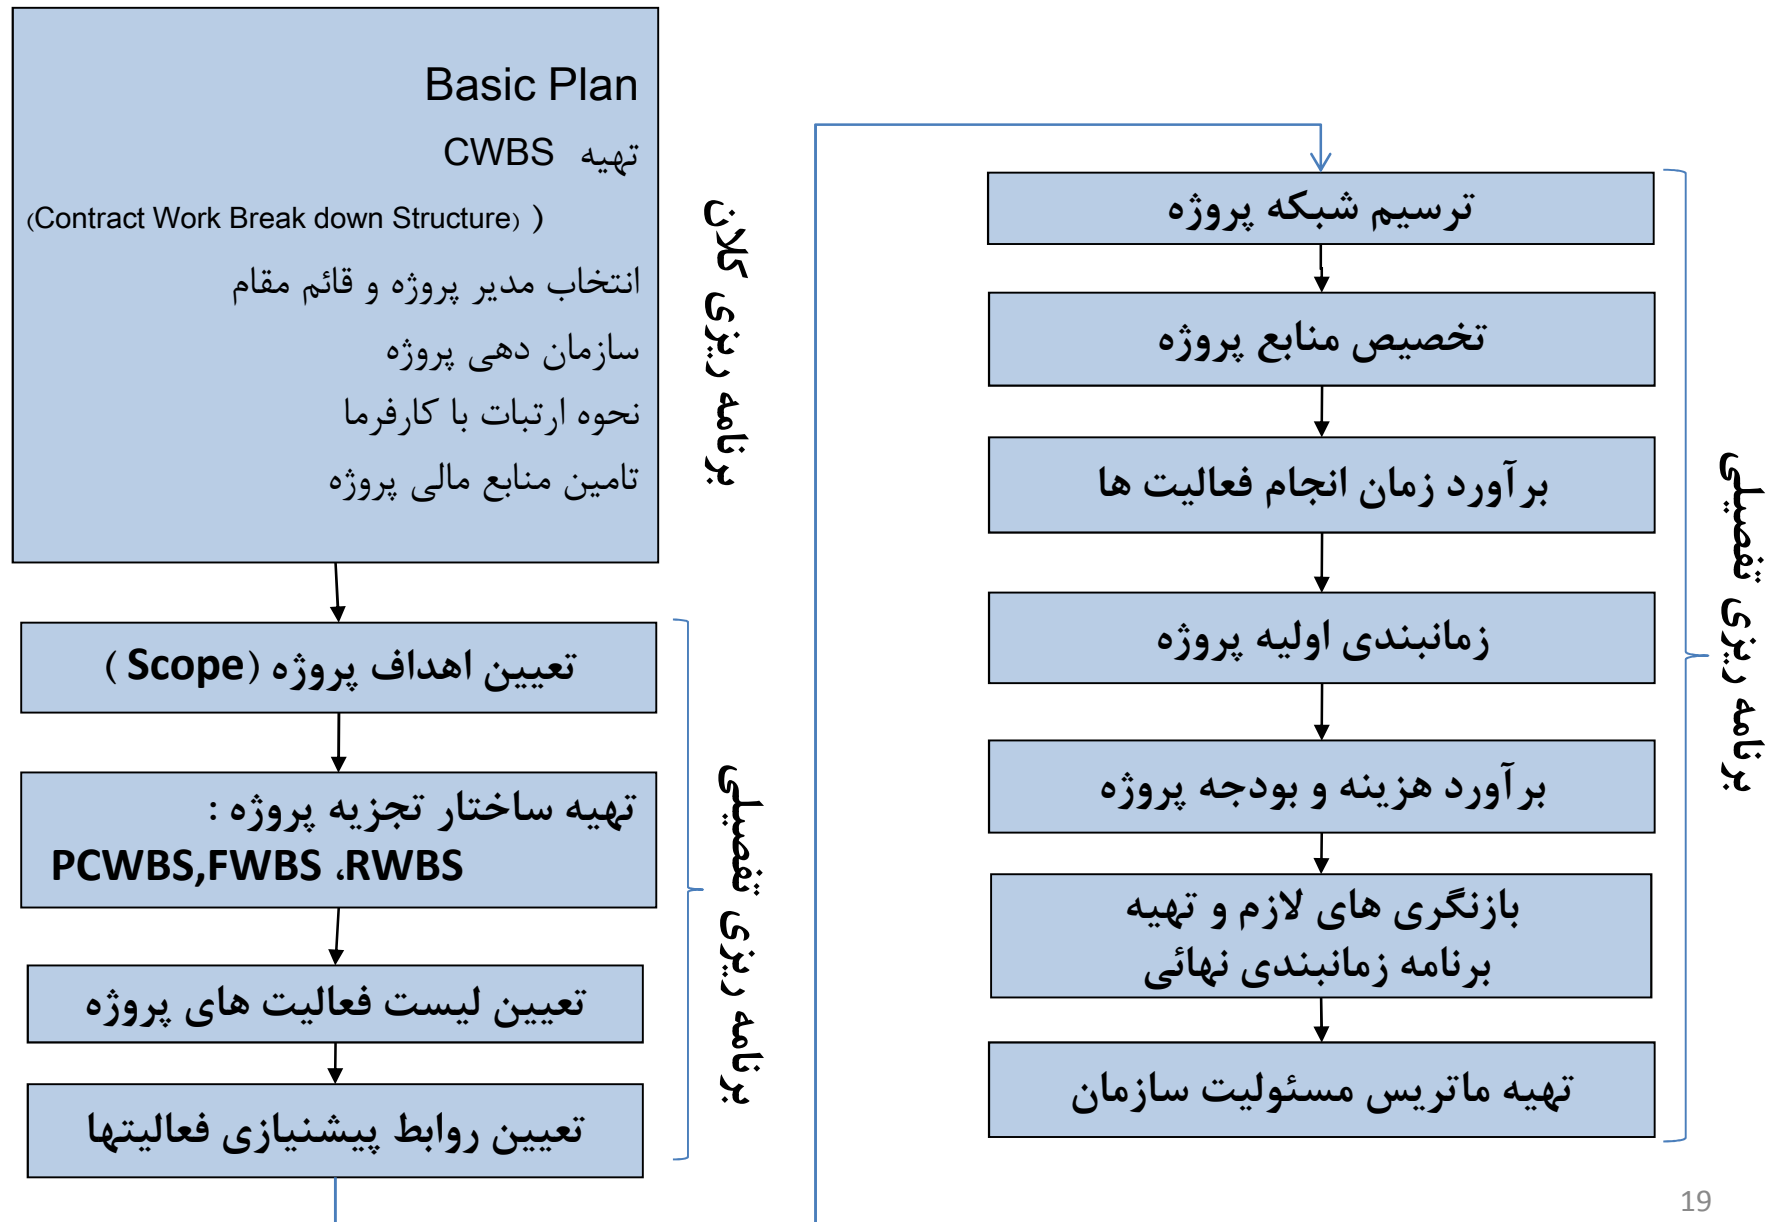 Basic Plan
تهیه CWBS
(Contract Work Break down Structure) )
انتخاب مدیر پروژه و قائم مقام
سازمان دهی پروژه
نحوه ارتبات با کارفرما
تامین منابع مالی پروژه
برنامه ریزی کلان
تعیین اهداف پروژه (Scope )
تهیه ساختار تجزیه پروژه :
PCWBS,FWBS ،RWBS
تعیین لیست فعالیت های پروژه
تعیین روابط پیشنیازی فعالیتها
برنامه ریزی تفصیلی
ترسیم شبکه پروژه
تخصیص منابع پروژه
برآورد زمان انجام فعالیت ها
زمانبندی اولیه پروژه
برآورد هزینه و بودجه پروژه
بازنگری های لازم و تهیه
برنامه زمانبندی نهائی
تهیه ماتریس مسئولیت سازمان
برنامه ریزی تفصیلی
19